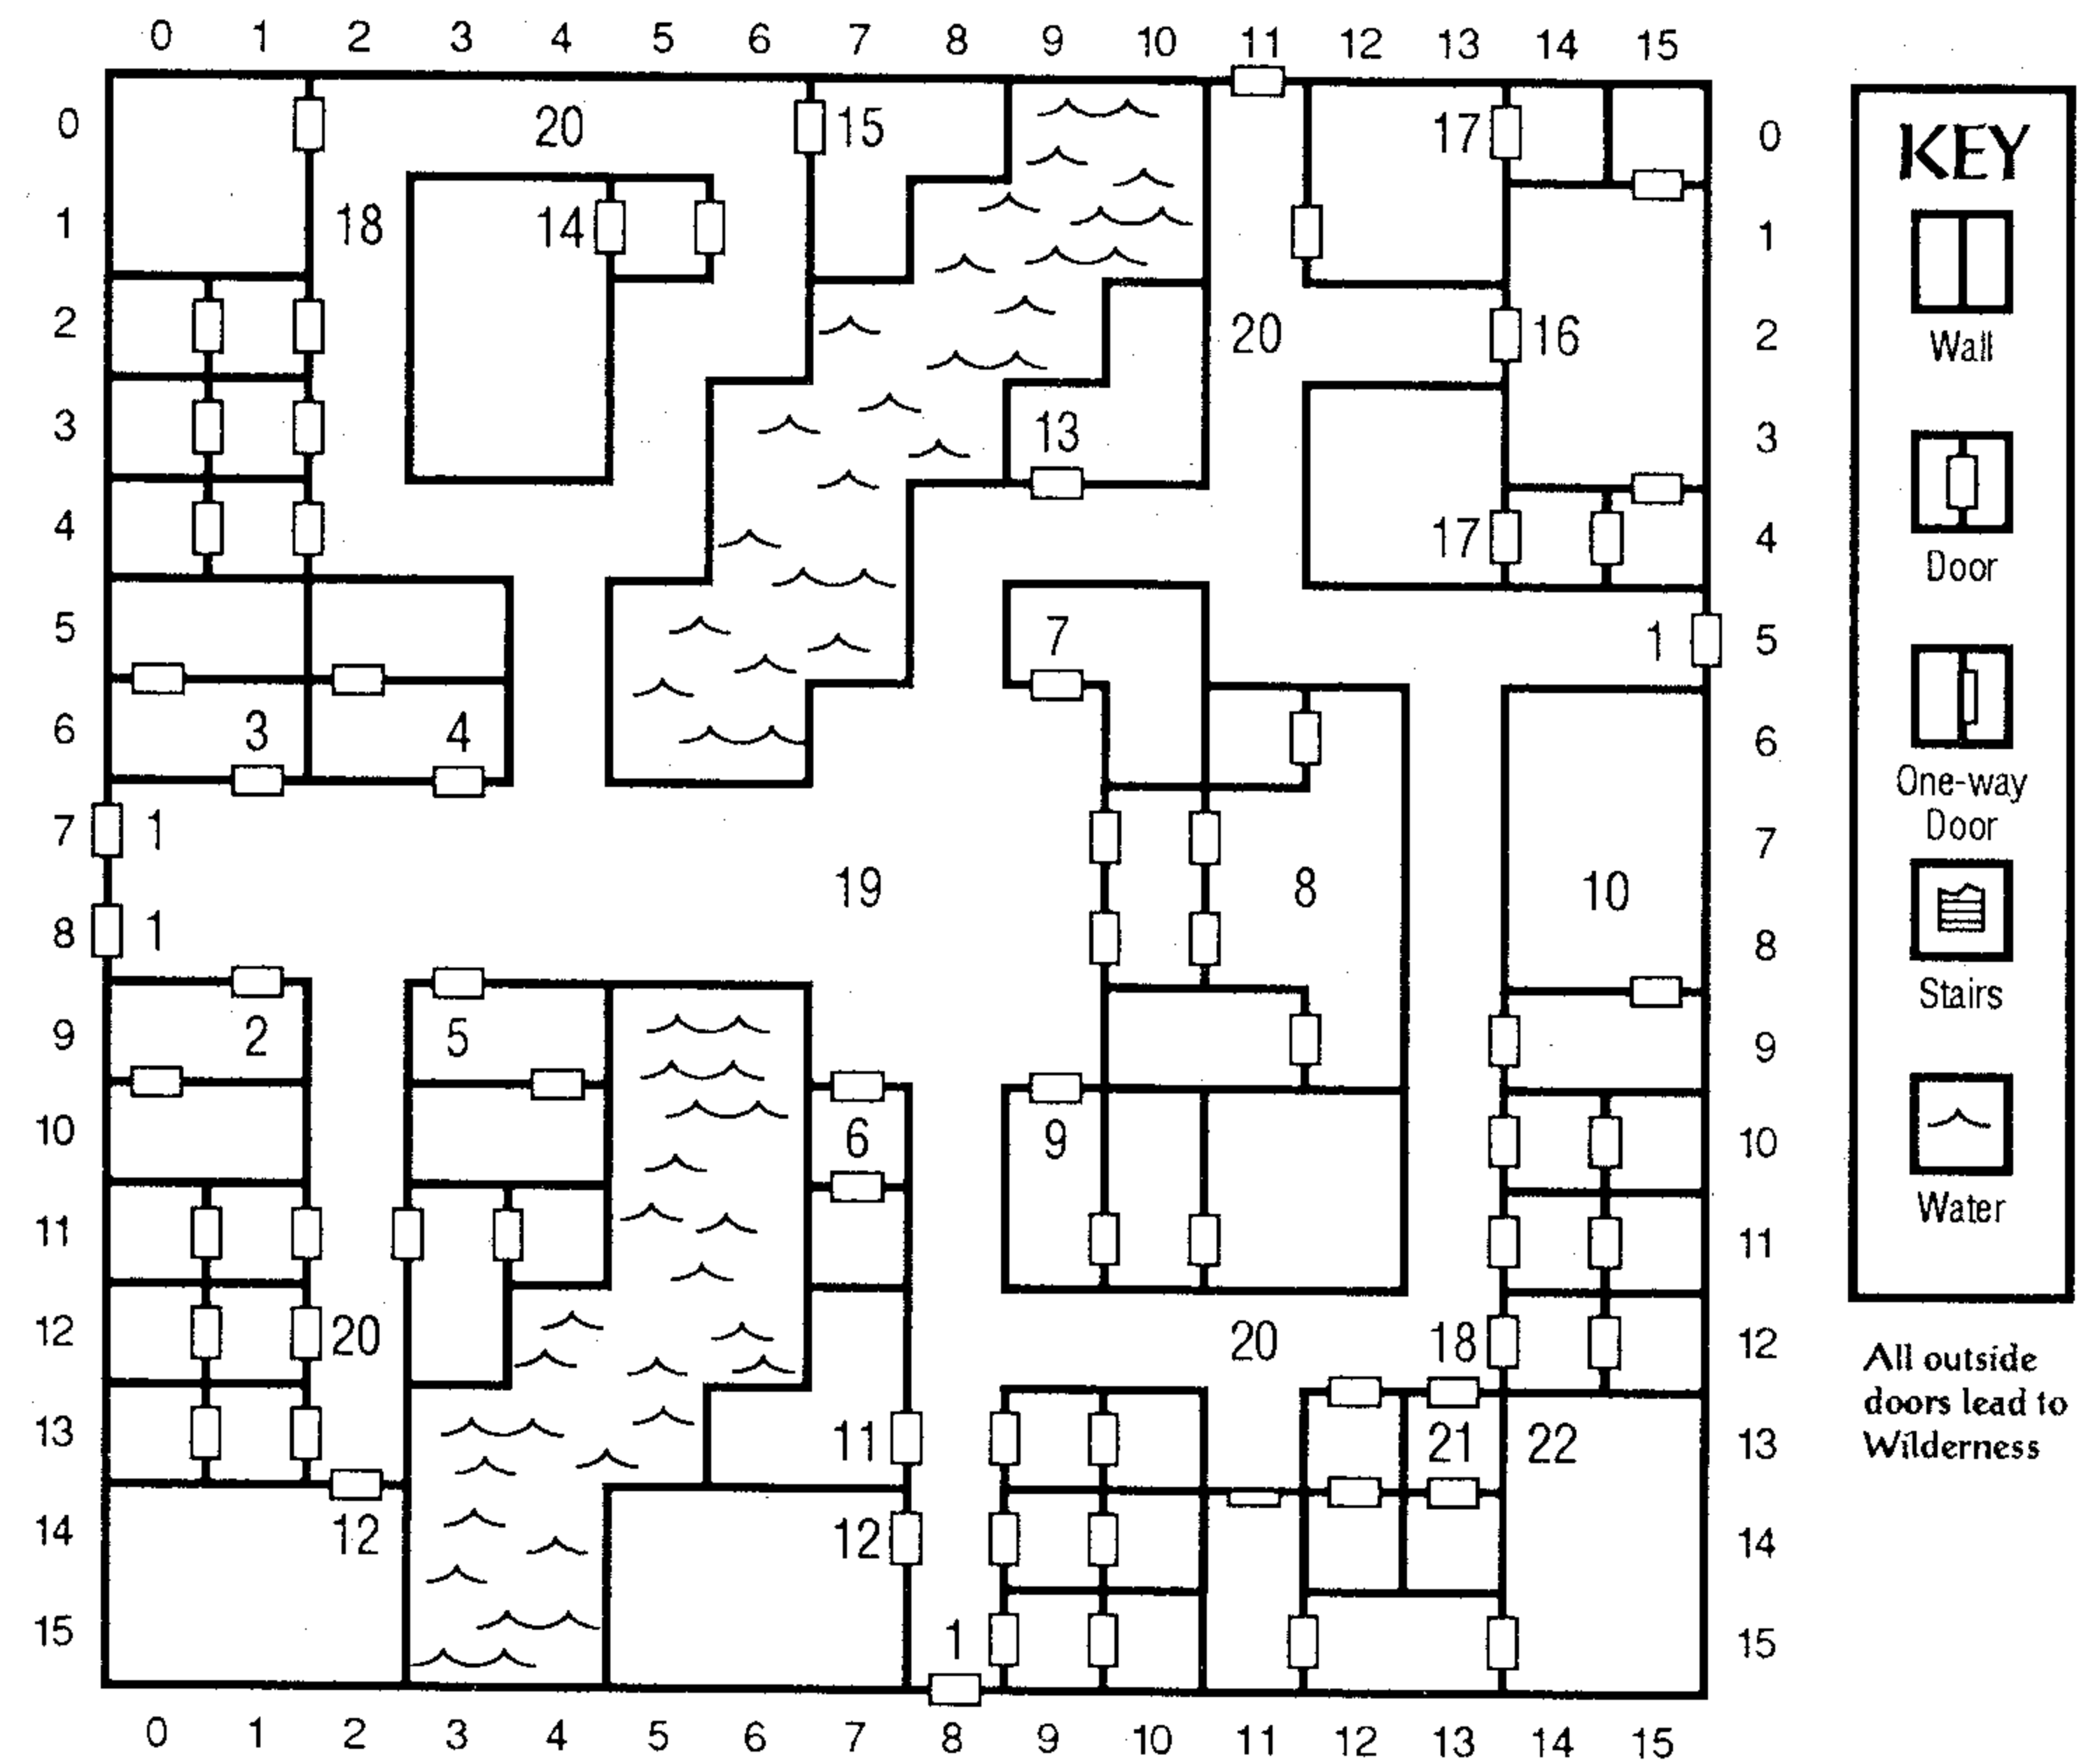 0 1 2 3 4 5 6 7 8 9 10 11 12 13 14 15
0 20 15 17 0
1 18 14 1
2 20 16 2
3 13 3
4 17 4
5 7 1 5
6 3 4 6
7 1 7
19 8 10
8 1 8
9 2 5 9
10 6 9 10
11 11
12 20 20 18 12
13 11 21 22 13
14 12 12 14
15 1 15
0 1 2 3 4 5 6 7 8 9 10 11 12 13 14 15
KEY
Wall
Door
One-way
Door
Stairs
Water
All outside
doors lead to
Wilderness